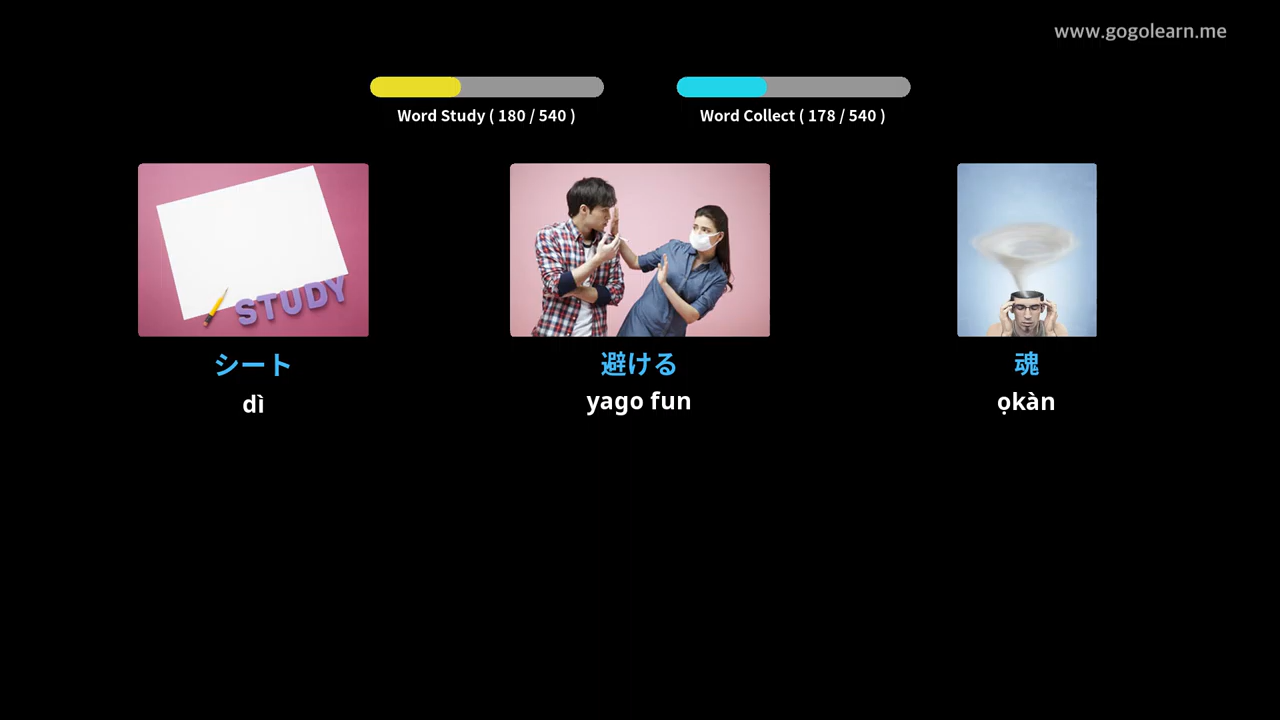 www.gogolearn.me
Word Study ( 180 / 540 )
Word Collect ( 178 / 540 )
STUDY
シート
避ける
魂
dì
yago fun
ọkàn